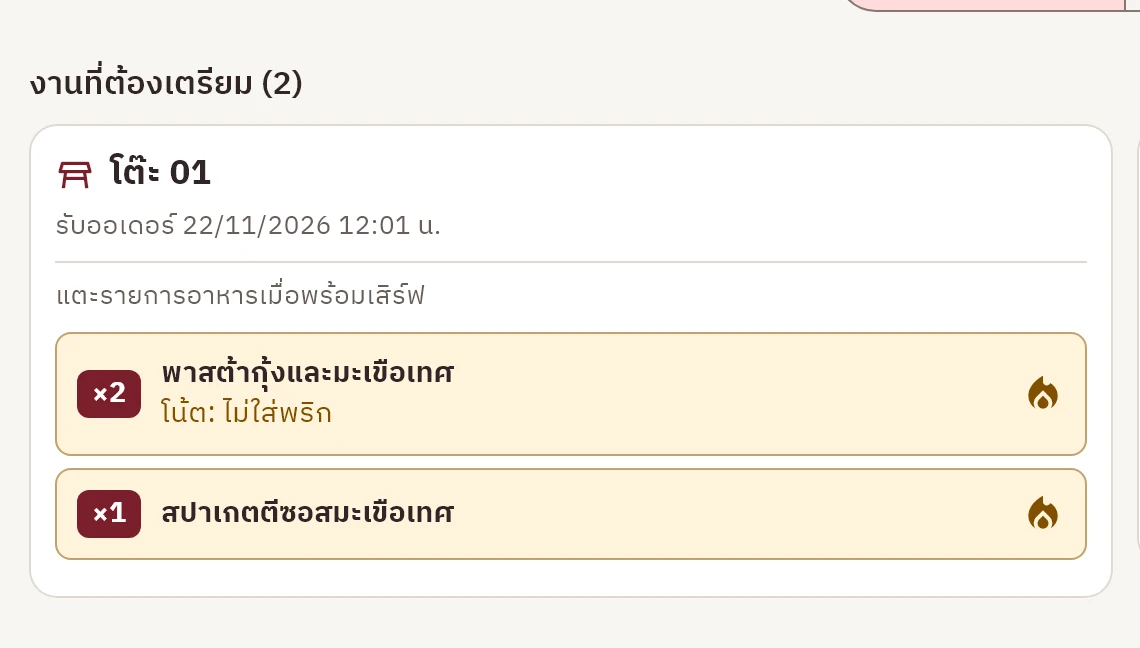 งานที่ต้องเตรียม (2)
โต๊ะ 01
รับออเดอร์ 22/11/2026 12:01 น.
แตะรายการอาหารเมื่อพร้อมเสิร์ฟ
×2
พาสต้ากุ้งและมะเขือเทศ
โน้ต: ไม่ใส่พริก
×1
สปาเกตตีซอสมะเขือเทศ